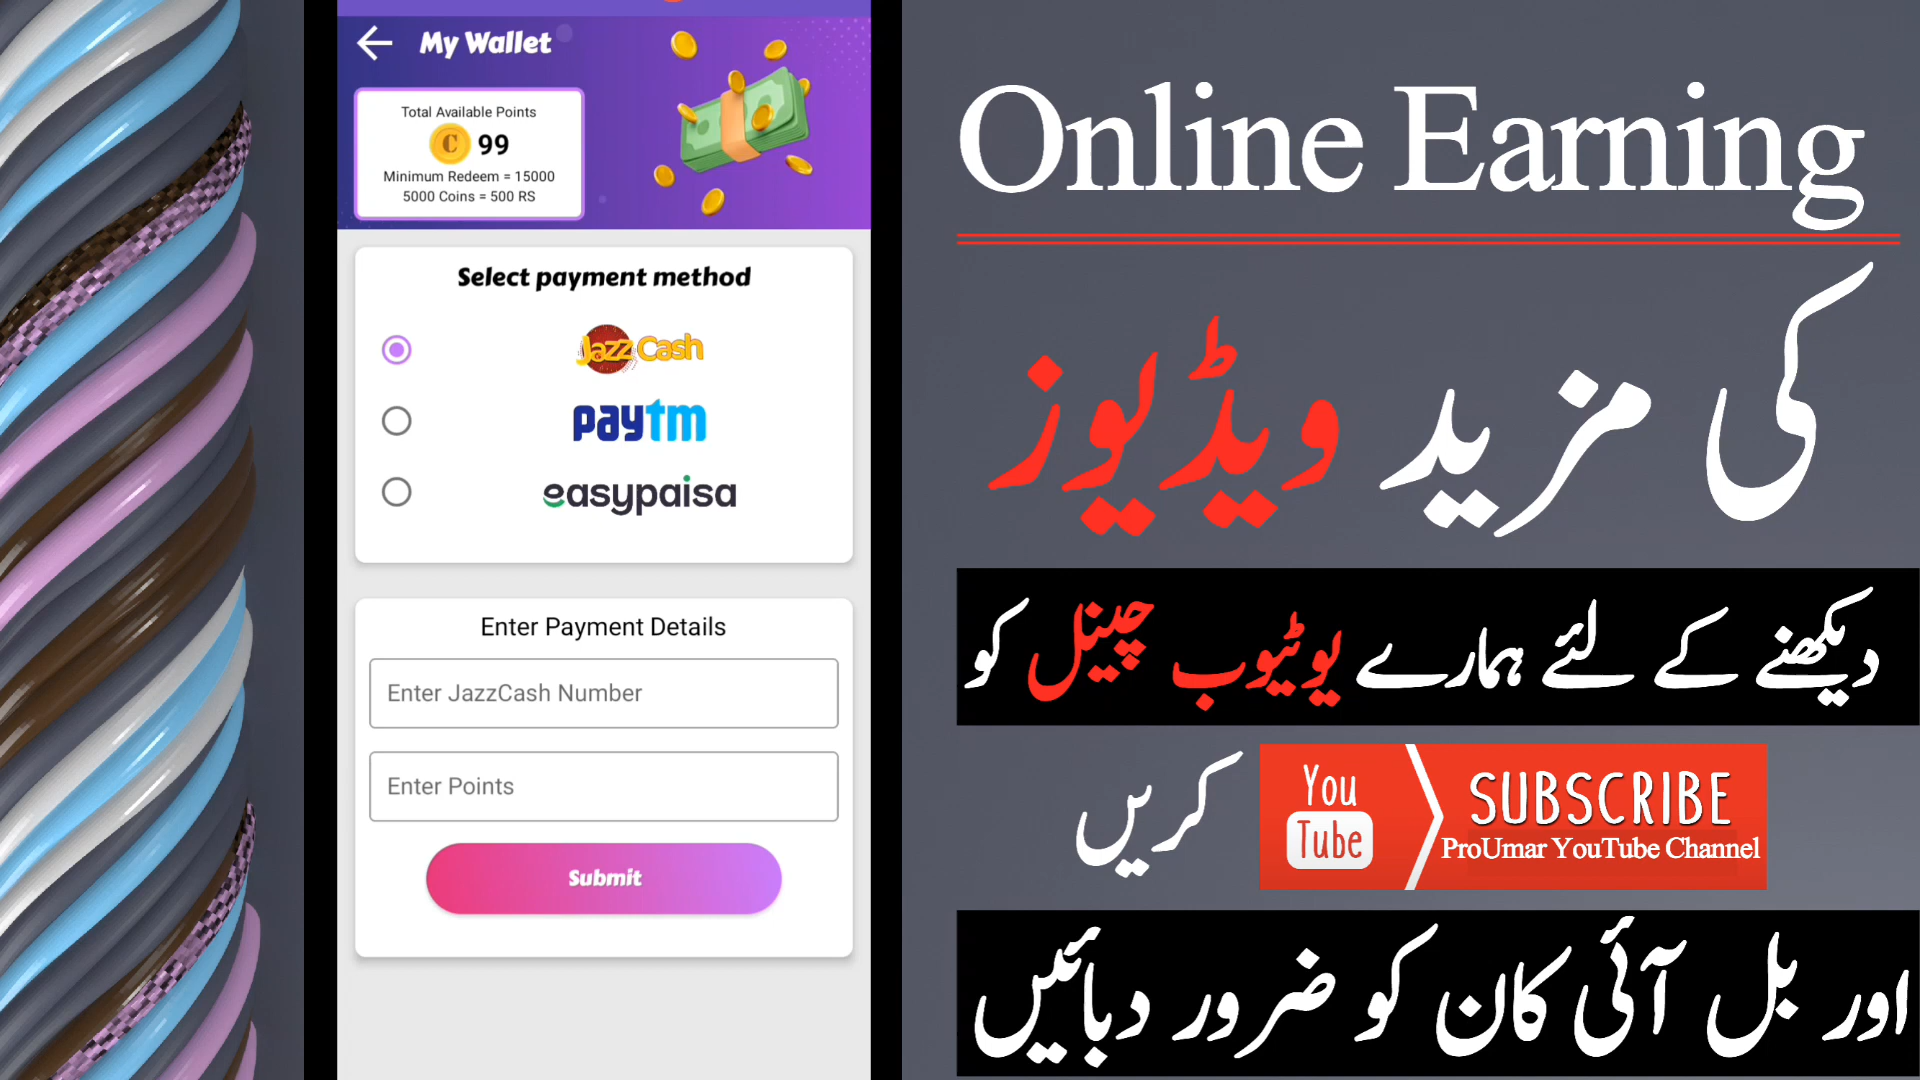 My Wallet
Total Available Points
C 99
Minimum Redeem = 15000
5000 Coins = 500 RS
Select payment method
JazzCash
paytm
easypaisa
Enter Payment Details
Enter JazzCash Number
Enter Points
Submit
Online Earning
کی مزید ویڈیوز
دیکھنے کے لئے ہمارے یوٹیوب چینل کو
You Tube SUBSCRIBE کریں
ProUmar YouTube Channel
اور بل آئی کان کو ضرور دبائیں